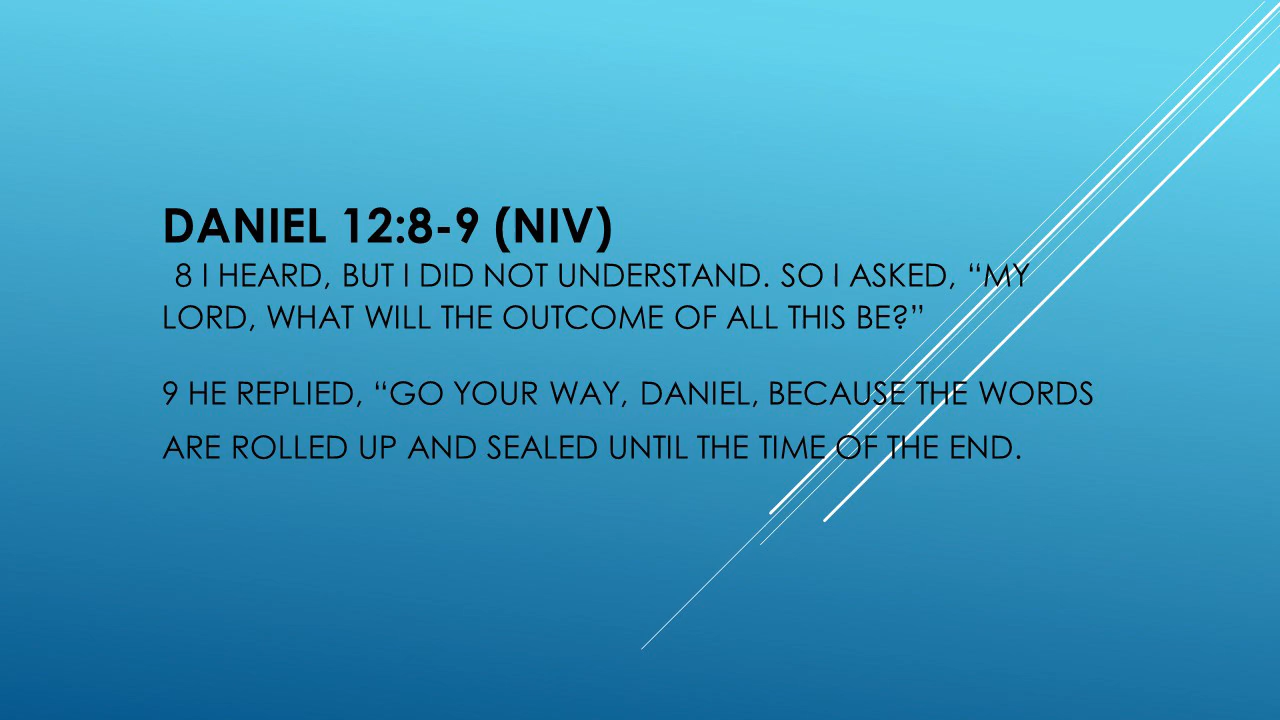 DANIEL 12:8-9 (NIV)
8 I HEARD, BUT I DID NOT UNDERSTAND. SO I ASKED, “MY
LORD, WHAT WILL THE OUTCOME OF ALL THIS BE?”
9 HE REPLIED, “GO YOUR WAY, DANIEL, BECAUSE THE WORDS
ARE ROLLED UP AND SEALED UNTIL THE TIME OF THE END.